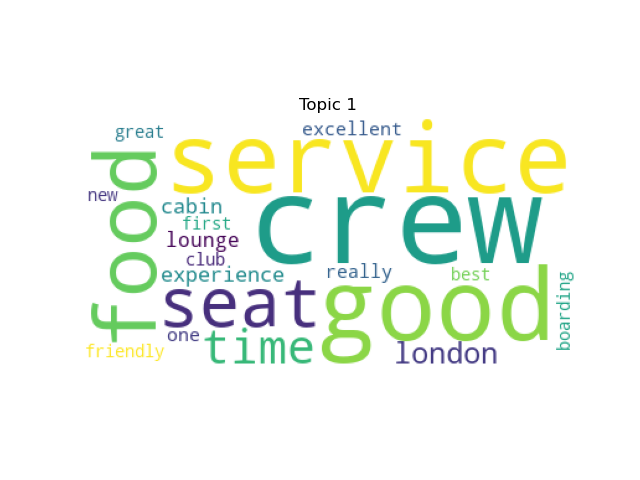 Topic 1
great
excellent
service
food
new
cabin
crew
first
lounge
club
experience
really
best
seat
good
boarding
one
time
london
friendly